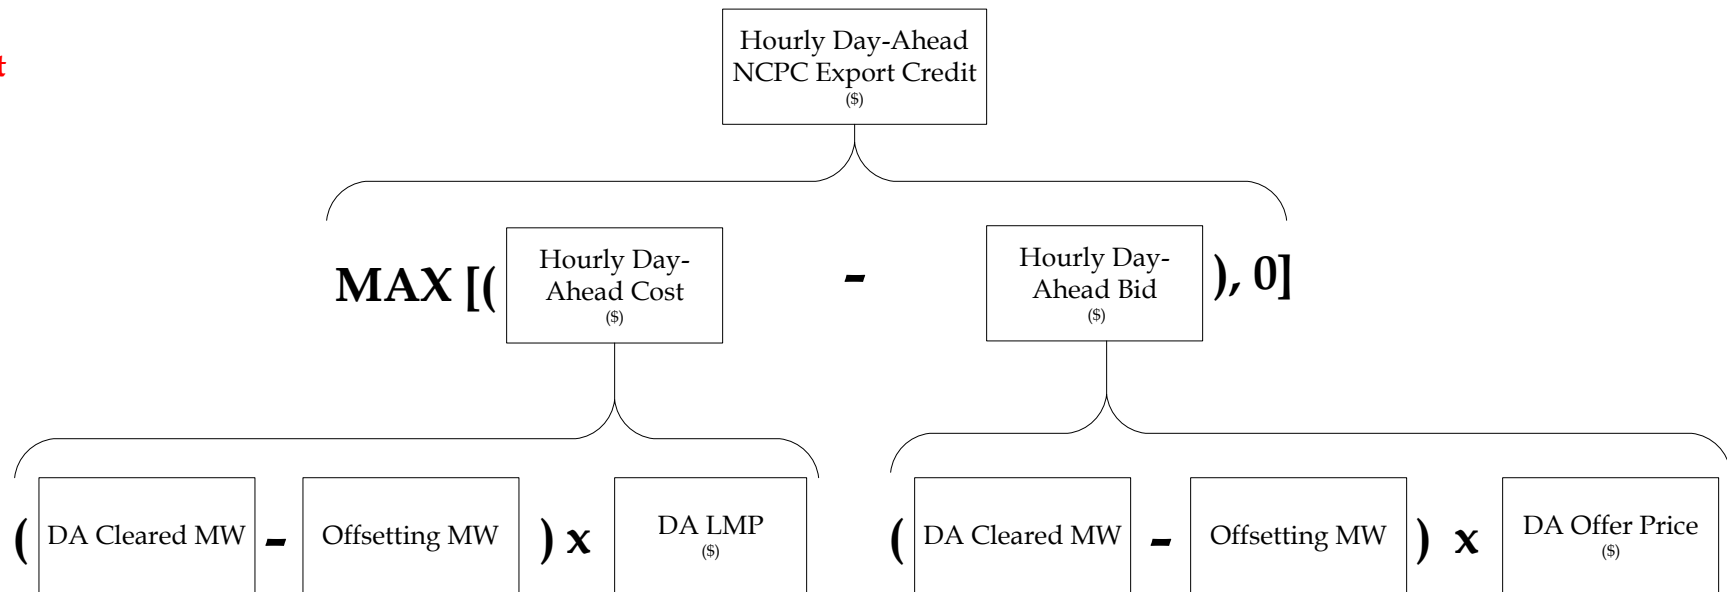 t
Hourly Day-Ahead
NCPC Export Credit
($)
MAX [( Hourly Day-
Ahead Cost
($)
- Hourly Day-
Ahead Bid
($)
), 0]
( DA Cleared MW - Offsetting MW ) x DA LMP
($)
( DA Cleared MW - Offsetting MW ) x DA Offer Price
($)